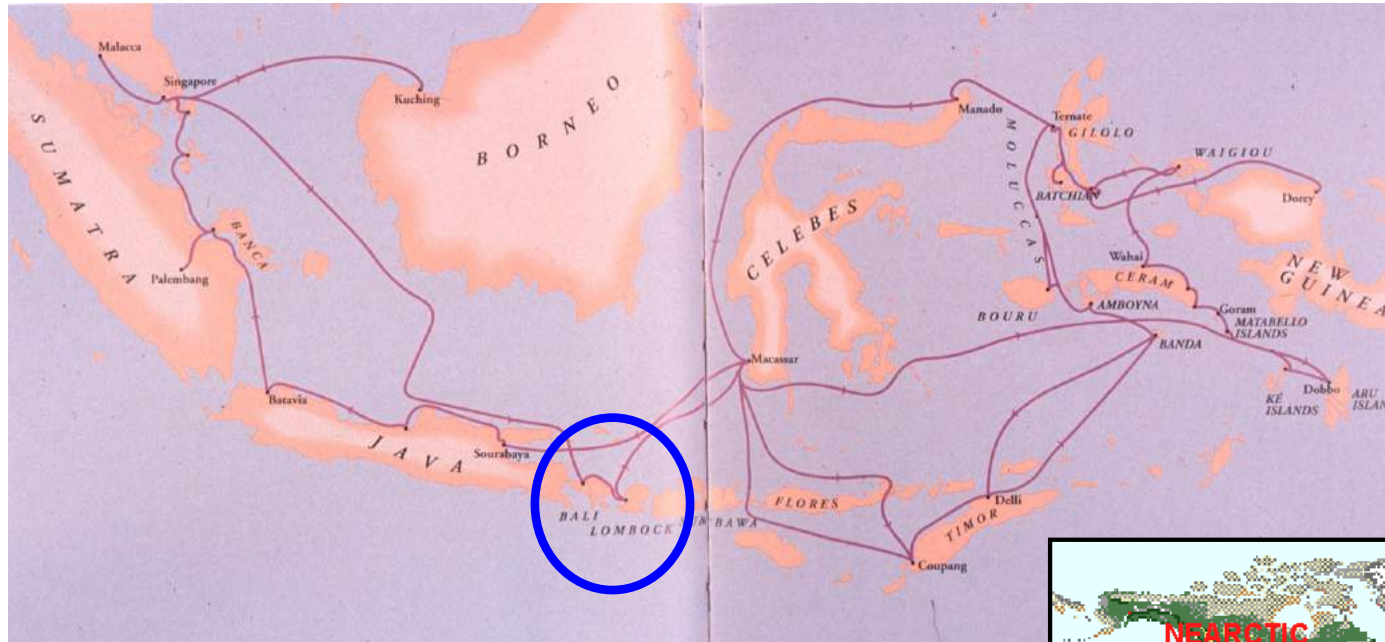 Malacca
Singapore
Kuching
SUMATRA
BORNEO
BANCA
Palembang
Batavia
JAVA
Sourabaya
BALI
LOMBOCK
BAWA
FLORES
TIMOR
Coupang
Delli
Macassar
CELEBES
Manado
MOLUCCAS
Ternate
GILOLO
BATCHIAN
WAIGIOU
Dorey
NEW
GUINEA
Wahai
CERAM
BOURU
AMBOYNA
Goram
MATABELLO
ISLANDS
BANDA
KÉ
ISLANDS
Dobbo
ARU
ISLAN
NEARCTIC